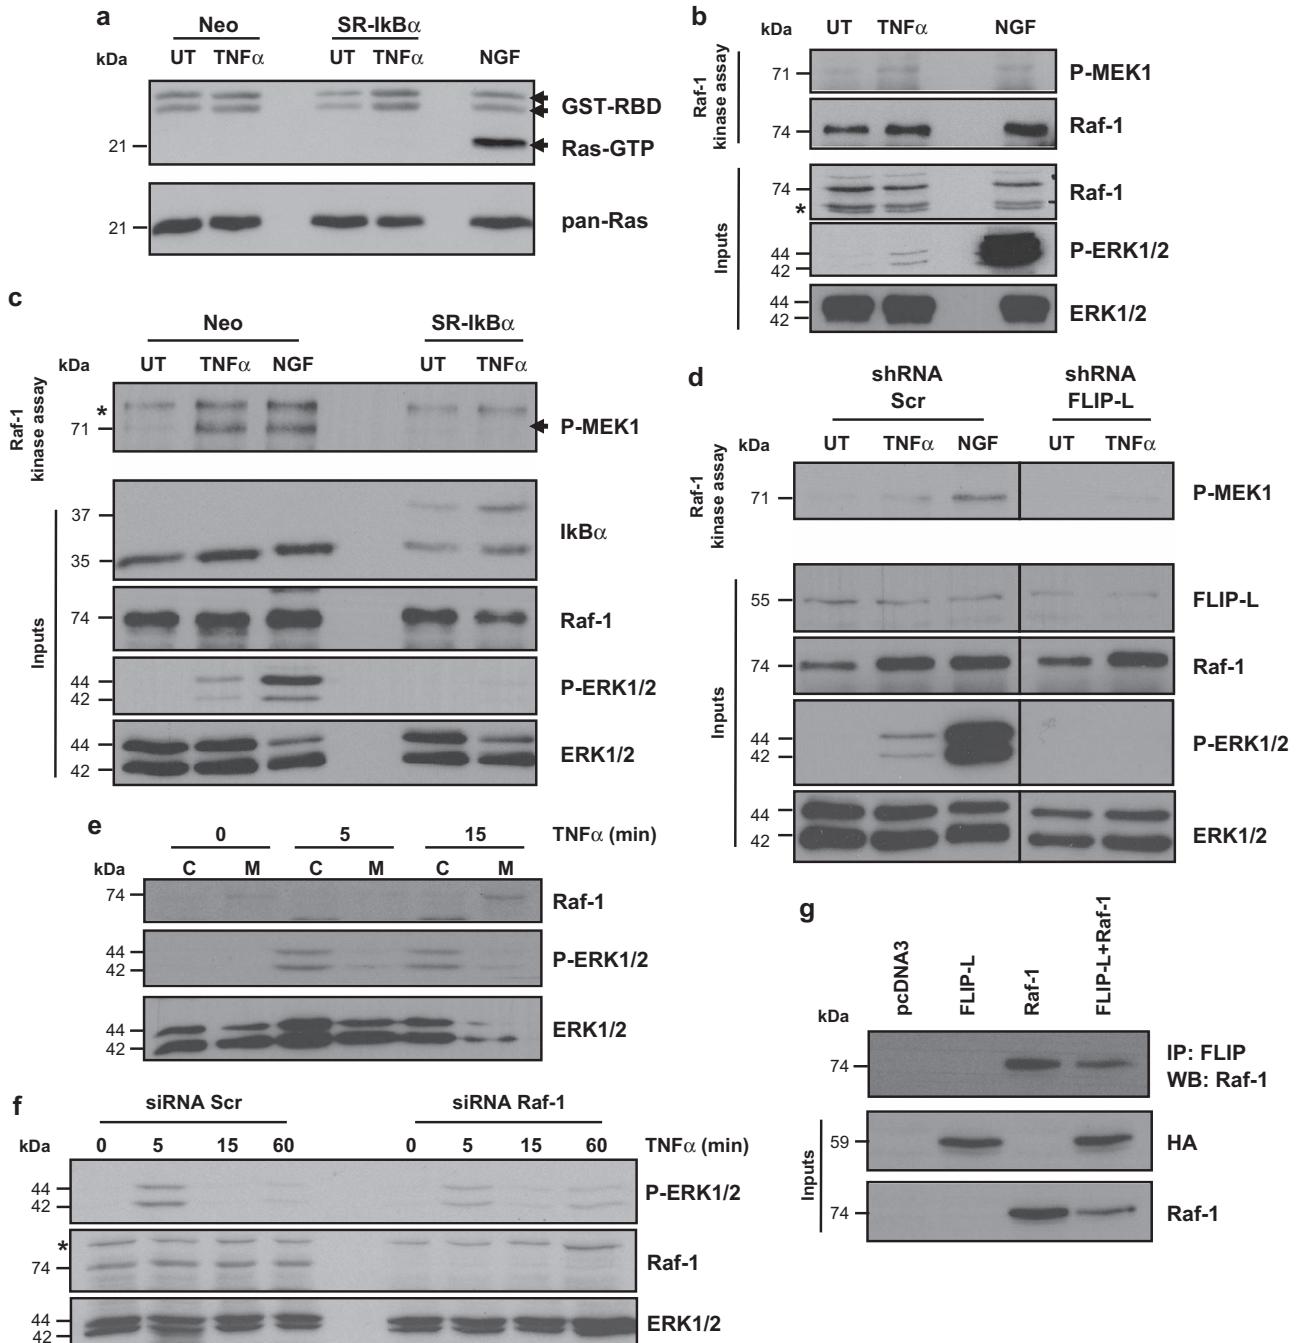 a
Neo SR-IkBα
kDa UT TNFα UT TNFα NGF
GST-RBD
21 Ras-GTP
21 pan-Ras
b
kDa UT TNFα NGF
Raf-1 kinase assay
71 P-MEK1
74 Raf-1
Inputs
74 Raf-1
*
44 P-ERK1/2
42
44 ERK1/2
42
c
Neo SR-IkBα
kDa UT TNFα NGF UT TNFα
Raf-1 kinase assay
*
71 P-MEK1
Inputs
37 IkBα
35
74 Raf-1
44 P-ERK1/2
42
44 ERK1/2
42
d
shRNA Scr
shRNA FLIP-L
kDa UT TNFα NGF UT TNFα
Raf-1 kinase assay
71 P-MEK1
Inputs
55 FLIP-L
74 Raf-1
44 P-ERK1/2
42
44 ERK1/2
42
e
0 5 15 TNFα (min)
kDa C M C M C M
74 Raf-1
44 P-ERK1/2
42
44 ERK1/2
42
f
siRNA Scr siRNA Raf-1
kDa 0 5 15 60 0 5 15 60 TNFα (min)
44 P-ERK1/2
42
*
74 Raf-1
44 ERK1/2
42
g
kDa pcDNA3 FLIP-L Raf-1 FLIP-L+Raf-1
74 IP: FLIP
WB: Raf-1
Inputs
59 HA
74 Raf-1